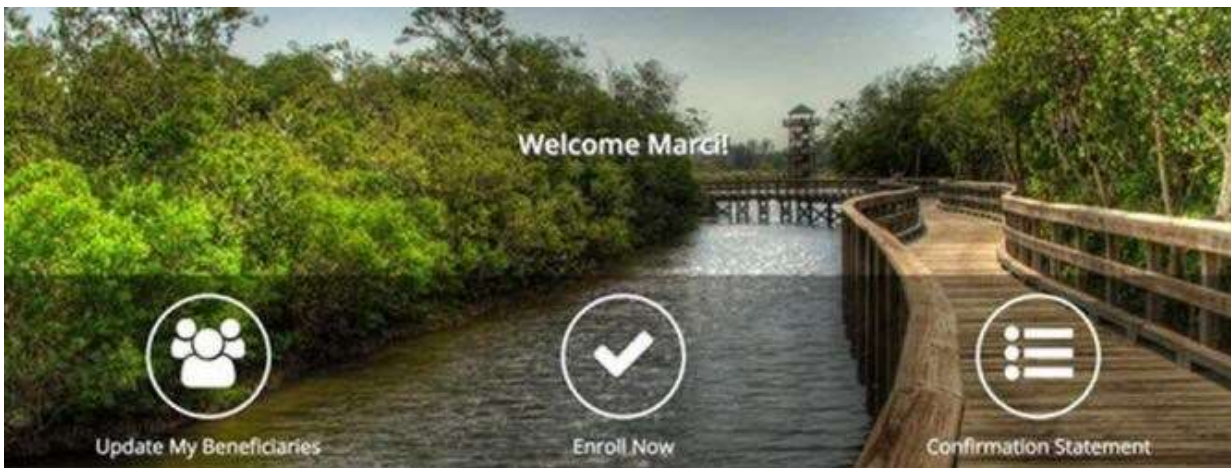 Welcome Marci!
Update My Beneficiaries
Enroll Now
Confirmation Statement